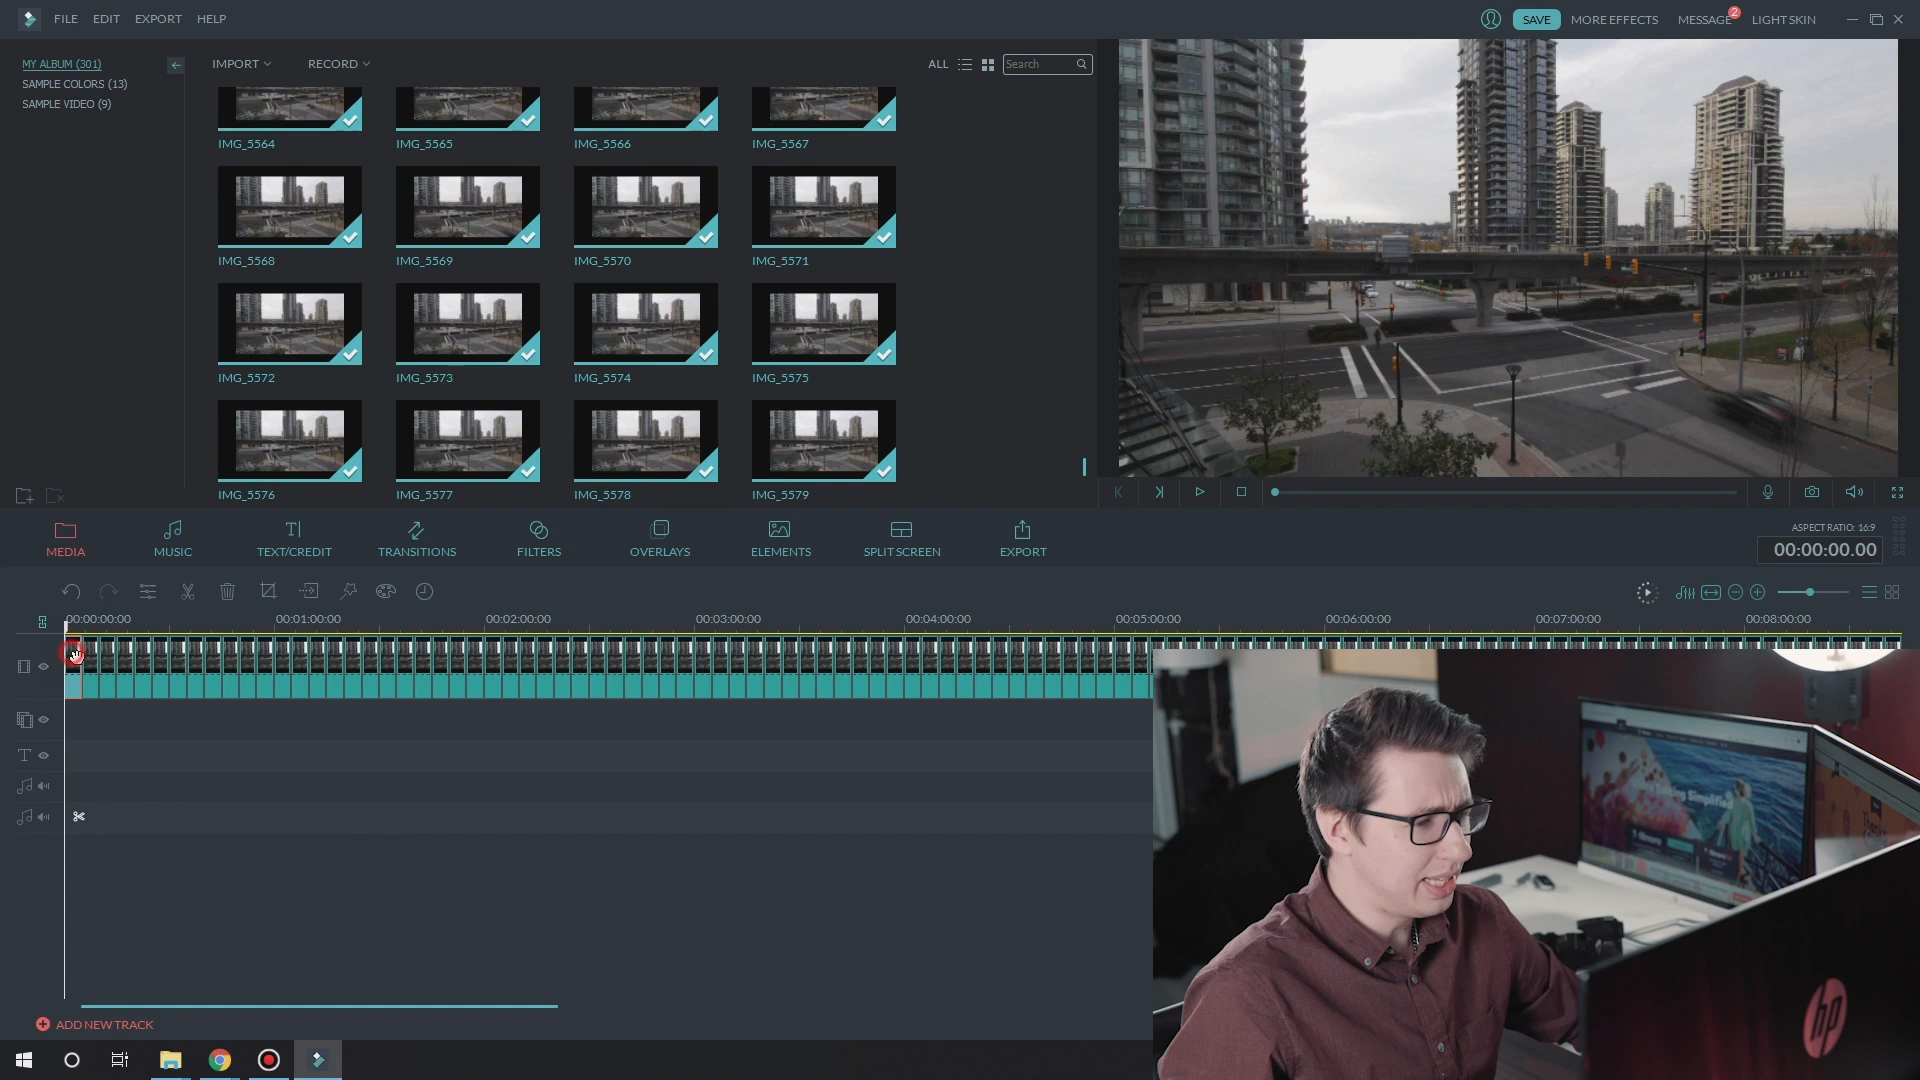 FILE EDIT EXPORT HELP
SAVE MORE EFFECTS MESSAGE 2 LIGHT SKIN
MY ALBUM (301)
SAMPLE COLORS (13)
SAMPLE VIDEO (9)
IMPORT RECORD ALL Search
IMG_5564 IMG_5565 IMG_5566 IMG_5567
IMG_5568 IMG_5569 IMG_5570 IMG_5571
IMG_5572 IMG_5573 IMG_5574 IMG_5575
IMG_5576 IMG_5577 IMG_5578 IMG_5579
MEDIA MUSIC TEXT/CREDIT TRANSITIONS FILTERS OVERLAYS ELEMENTS SPLIT SCREEN EXPORT
ASPECT RATIO: 16:9
00:00:00.00
00:00:00:00 00:01:00:00 00:02:00:00 00:03:00:00 00:04:00:00 00:05:00:00 00:06:00:00 00:07:00:00 00:08:00:00
ADD NEW TRACK
hp